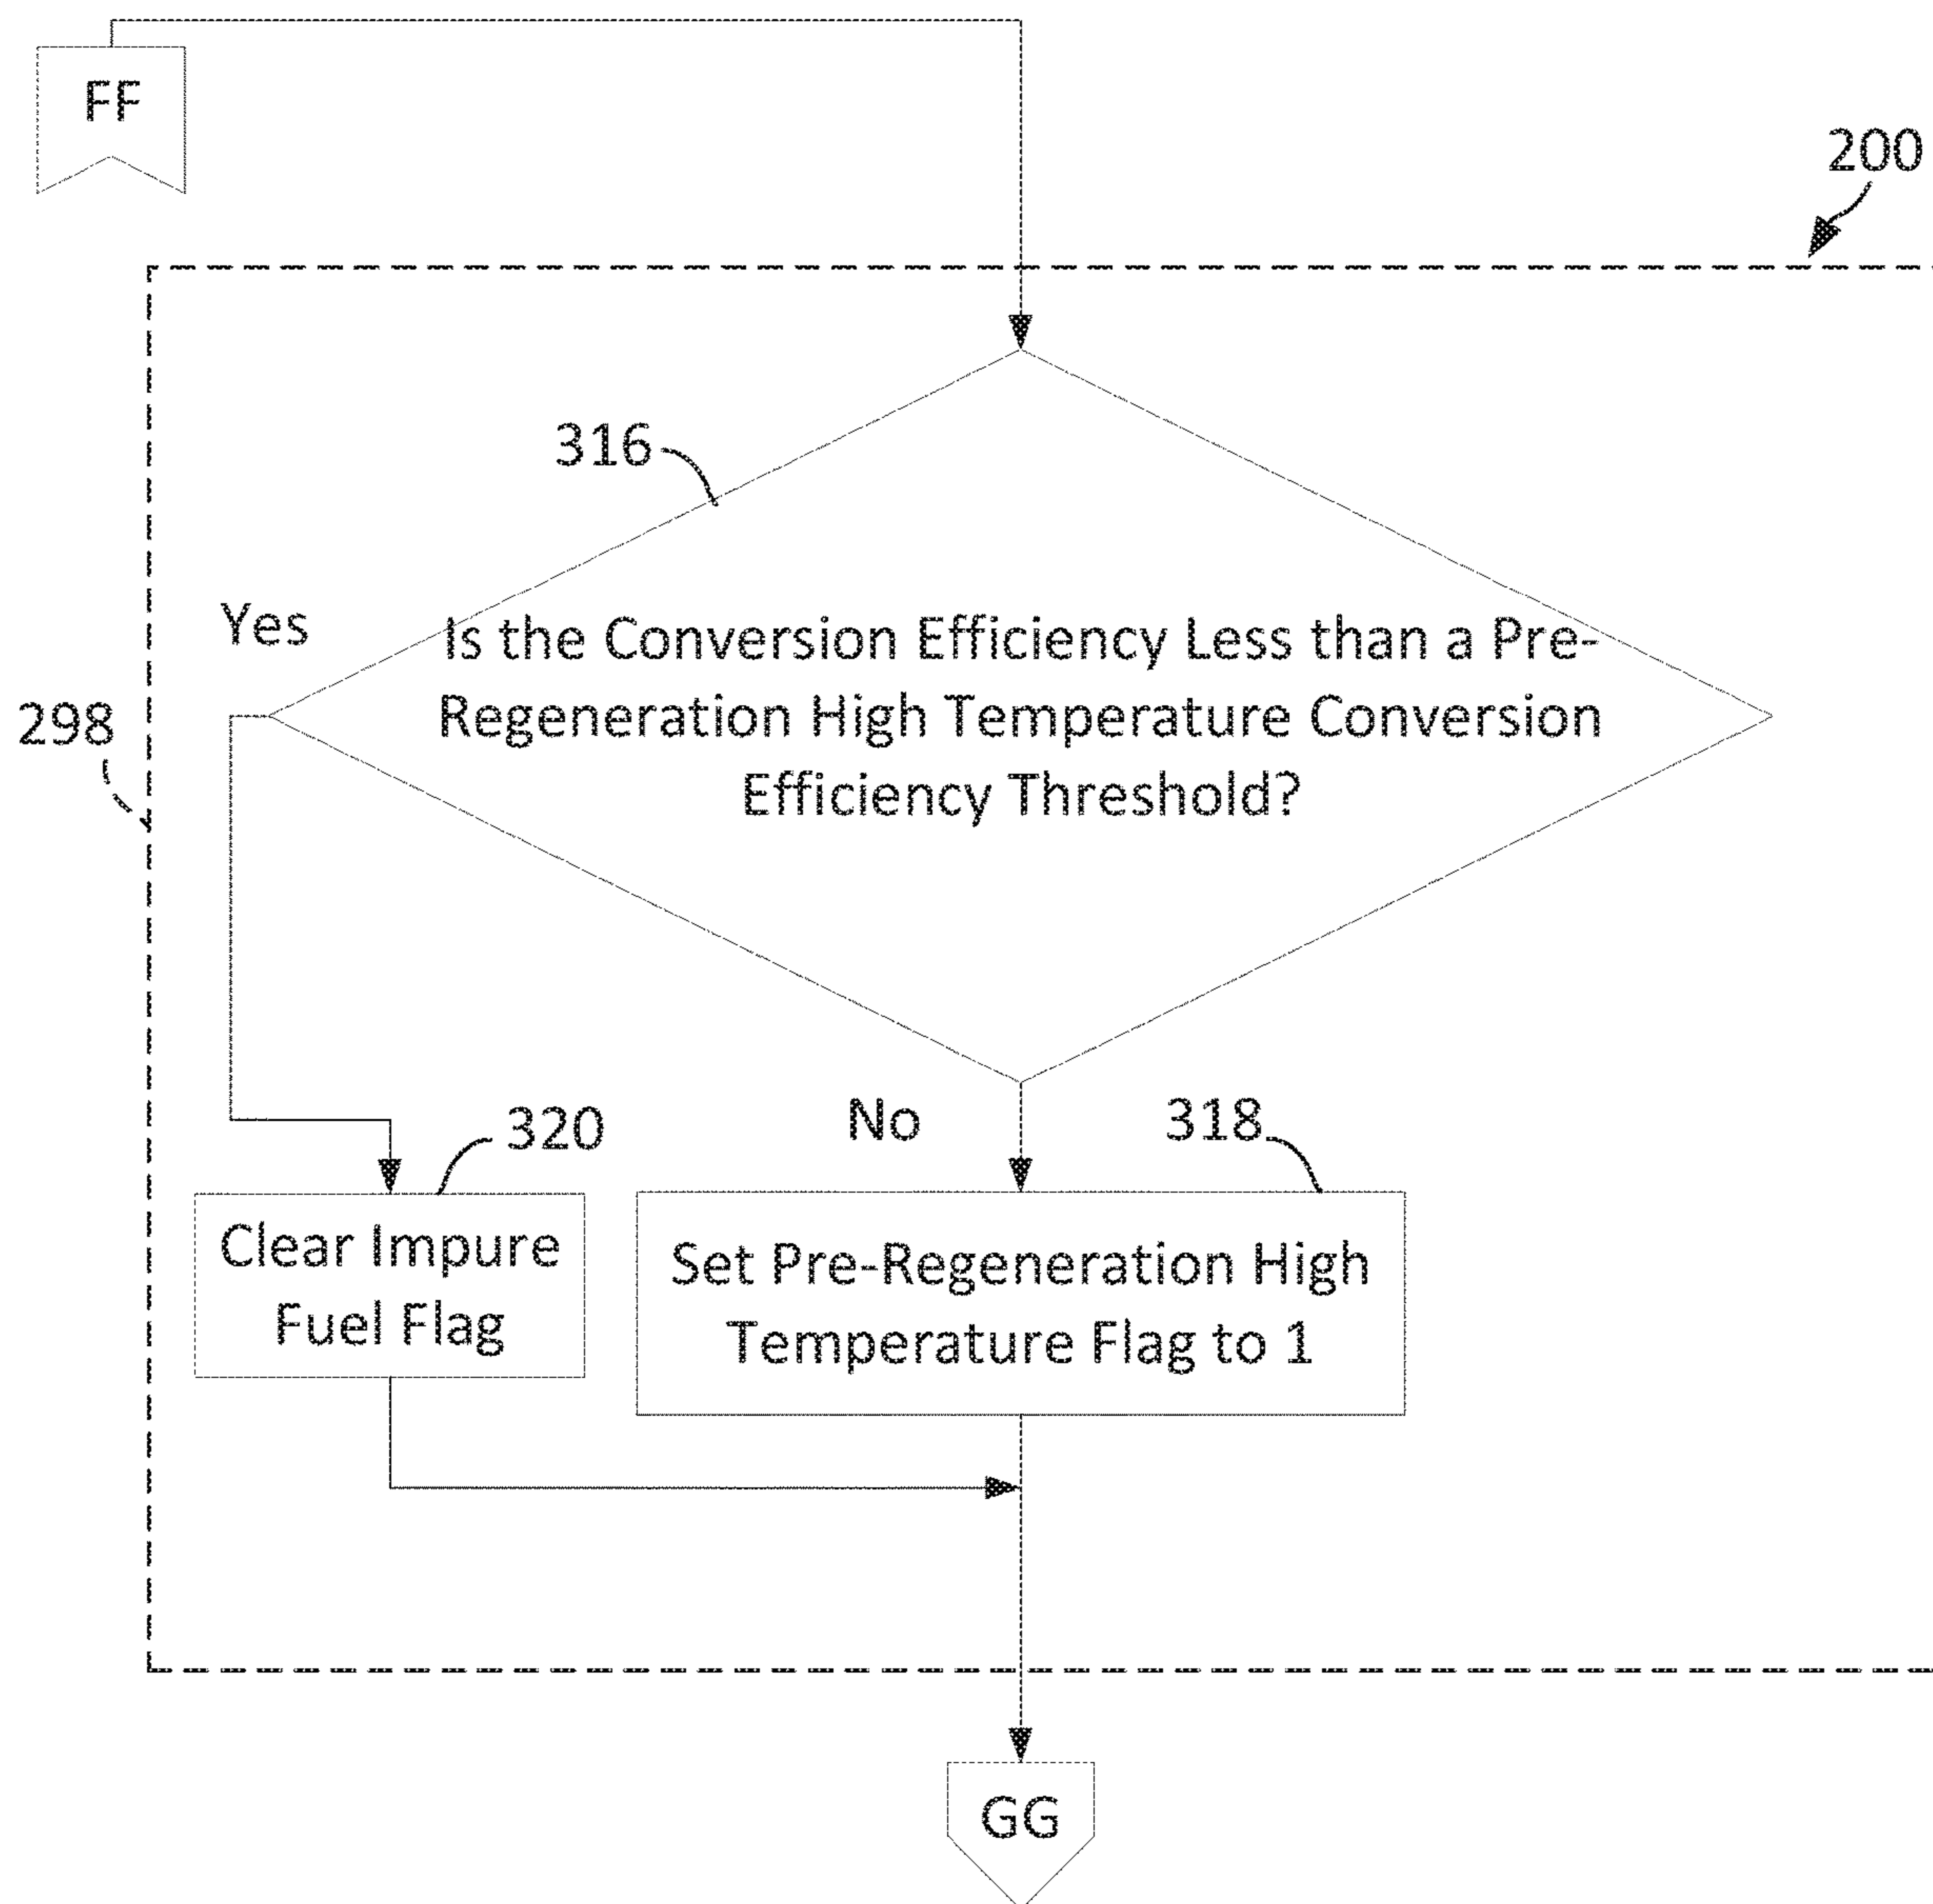 FF
200
316
Yes
Is the Conversion Efficiency Less than a Pre-
Regeneration High Temperature Conversion
Efficiency Threshold?
298
320
No
318
Clear Impure
Fuel Flag
Set Pre-Regeneration High
Temperature Flag to 1
GG